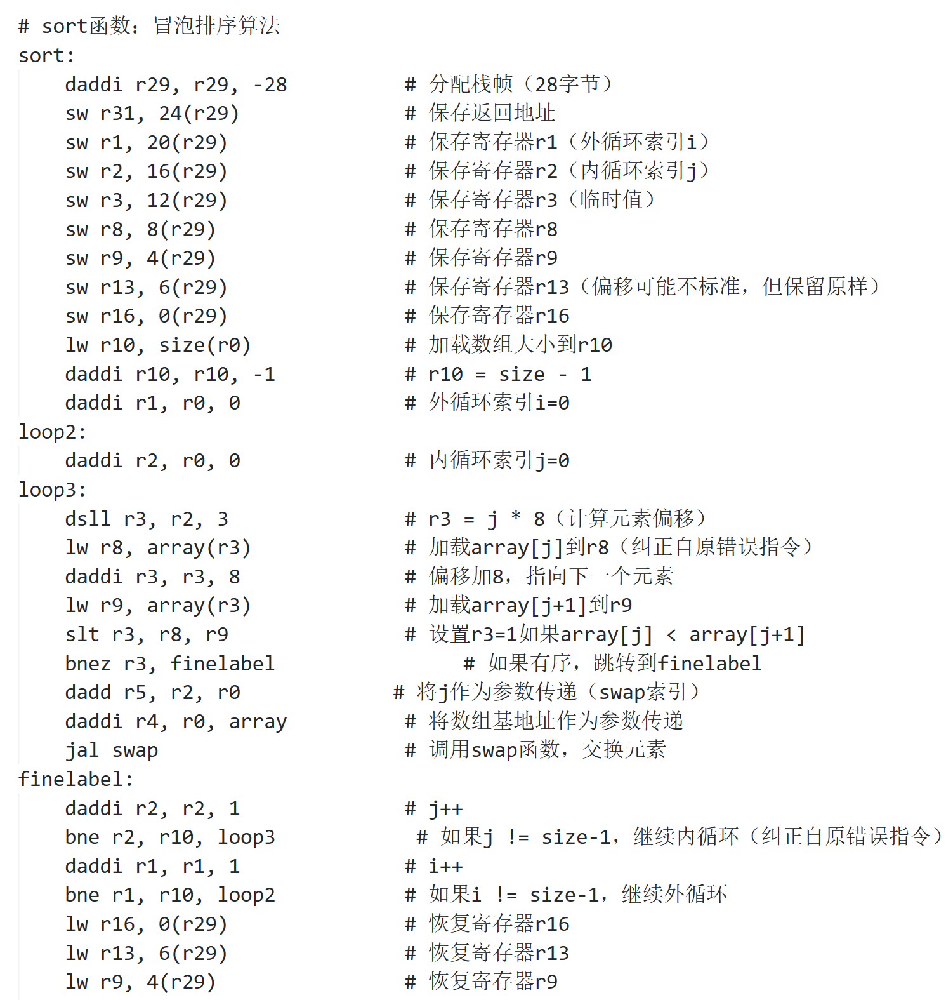 # sort函数：冒泡排序算法
sort:
    daddi r29, r29, -28          # 分配栈帧（28字节）
    sw r31, 24(r29)              # 保存返回地址
    sw r1, 20(r29)               # 保存寄存器r1（外循环索引i）
    sw r2, 16(r29)               # 保存寄存器r2（内循环索引j）
    sw r3, 12(r29)               # 保存寄存器r3（临时值）
    sw r8, 8(r29)                # 保存寄存器r8
    sw r9, 4(r29)                # 保存寄存器r9
    sw r13, 6(r29)               # 保存寄存器r13（偏移可能不标准，但保留原样）
    sw r16, 0(r29)               # 保存寄存器r16
    lw r10, size(r0)             # 加载数组大小到r10
    daddi r10, r10, -1           # r10 = size - 1
    daddi r1, r0, 0              # 外循环索引i=0
loop2:
    daddi r2, r0, 0              # 内循环索引j=0
loop3:
    dsll r3, r2, 3               # r3 = j * 8（计算元素偏移）
    lw r8, array(r3)             # 加载array[j]到r8（纠正自原错误指令）
    daddi r3, r3, 8              # 偏移加8，指向下一个元素
    lw r9, array(r3)             # 加载array[j+1]到r9
    slt r3, r8, r9               # 设置r3=1如果array[j] < array[j+1]
    bnez r3, finelabel                # 如果有序，跳转到finelabel
    dadd r5, r2, r0             # 将j作为参数传递（swap索引）
    daddi r4, r0, array          # 将数组基地址作为参数传递
    jal swap                     # 调用swap函数，交换元素
finelabel:
    daddi r2, r2, 1              # j++
    bne r2, r10, loop3            # 如果j != size-1，继续内循环（纠正自原错误指令）
    daddi r1, r1, 1              # i++
    bne r1, r10, loop2           # 如果i != size-1，继续外循环
    lw r16, 0(r29)               # 恢复寄存器r16
    lw r13, 6(r29)               # 恢复寄存器r13
    lw r9, 4(r29)                # 恢复寄存器r9